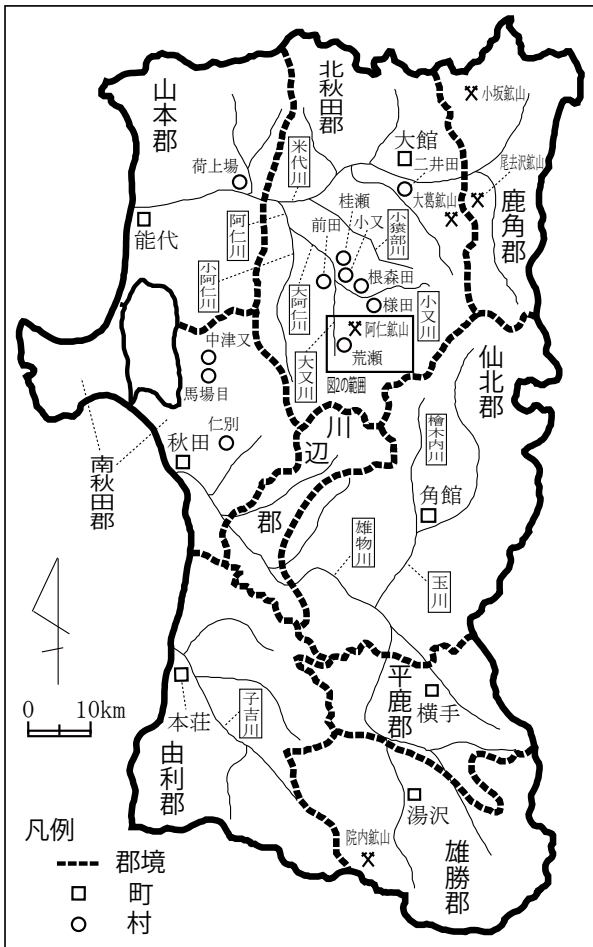 山本郡
北秋田郡
小坂鉱山
大館
二井田
尾去沢鉱山
荷上場
米代川
大葛鉱山
鹿角郡
能代
阿仁川
桂瀬
前田
小又
小猿部川
根森田
小阿仁川
大阿仁川
様田
小又川
阿仁鉱山
荒瀬
大又川
図2の範囲
中津又
馬場目
仙北郡
仁別
秋田
川辺郡
檜木内川
南秋田郡
角館
雄物川
玉川
0 10km
本荘
子吉川
平鹿郡
横手
由利郡
湯沢
院内鉱山
雄勝郡
凡例
郡境
町
村